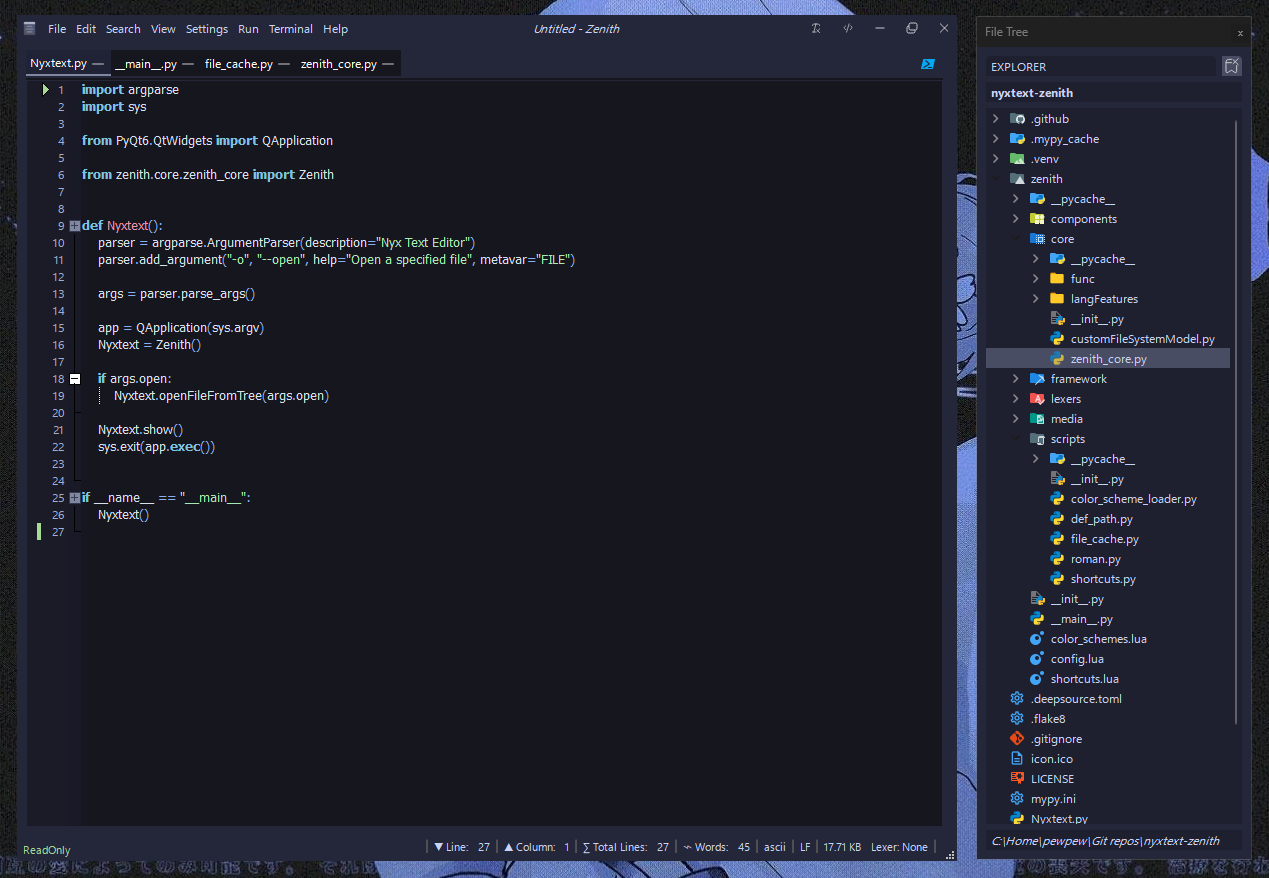 File Edit Search View Settings Run Terminal Help
Untitled - Zenith
Nyxtext.py __main__.py file_cache.py zenith_core.py
1 import argparse
2 import sys
3
4 from PyQt6.QtWidgets import QApplication
5
6 from zenith.core.zenith_core import Zenith
7
8
9 def Nyxtext():
10 parser = argparse.ArgumentParser(description="Nyx Text Editor")
11 parser.add_argument("-o", "--open", help="Open a specified file", metavar="FILE")
12
13 args = parser.parse_args()
14
15 app = QApplication(sys.argv)
16 Nyxtext = Zenith()
17
18 if args.open:
19 Nyxtext.openFileFromTree(args.open)
20
21 Nyxtext.show()
22 sys.exit(app.exec())
23
24
25 if __name__ == "__main__":
26 Nyxtext()
27
ReadOnly
▼ Line: 27 ▲ Column: 1 ∑ Total Lines: 27 ~ Words: 45 ascii LF 17.71 KB Lexer: None
File Tree x
EXPLORER
nyxtext-zenith
.github
.mypy_cache
.venv
zenith
__pycache__
components
core
__pycache__
func
langFeatures
__init__.py
customFileSystemModel.py
zenith_core.py
framework
lexers
media
scripts
__pycache__
__init__.py
color_scheme_loader.py
def_path.py
file_cache.py
roman.py
shortcuts.py
__init__.py
__main__.py
color_schemes.lua
config.lua
shortcuts.lua
.deepsource.toml
.flake8
.gitignore
icon.ico
LICENSE
mypy.ini
Nyxtext.py
C:\Home\pewpew\Git repos\nyxtext-zenith